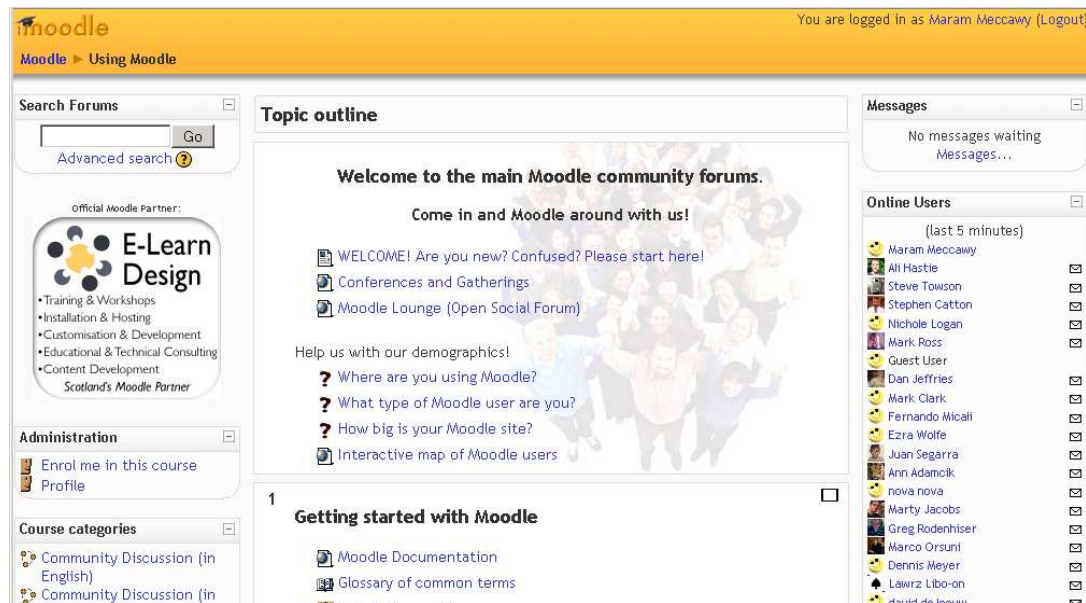 moodle
You are logged in as Maram Meccawy (Logout)
Moodle ► Using Moodle
Search Forums
Go
Advanced search ?
Official Moodle Partner:
E-Learn
Design
•Training & Workshops
•Installation & Hosting
•Customisation & Development
•Educational & Technical Consulting
•Content Development
Scotland's Moodle Partner
Administration
Enrol me in this course
Profile
Course categories
Community Discussion (in
English)
Community Discussion (in
Topic outline
Welcome to the main Moodle community forums.
Come in and Moodle around with us!
WELCOME! Are you new? Confused? Please start here!
Conferences and Gatherings
Moodle Lounge (Open Social Forum)
Help us with our demographics!
? Where are you using Moodle?
? What type of Moodle user are you?
? How big is your Moodle site?
Interactive map of Moodle users
1
Getting started with Moodle
Moodle Documentation
Glossary of common terms
Messages
No messages waiting
Messages...
Online Users
(last 5 minutes)
Maram Meccawy
Ali Hastie
Steve Towson
Stephen Catton
Nichole Logan
Mark Ross
Guest User
Dan Jeffries
Mark Clark
Fernando Micali
Ezra Wolfe
Juan Segarra
Ann Adamcik
nova nova
Marty Jacobs
Greg Rodenhiser
Marco Orsuni
Dennis Meyer
Lawrz Libo-on
david de leeuw